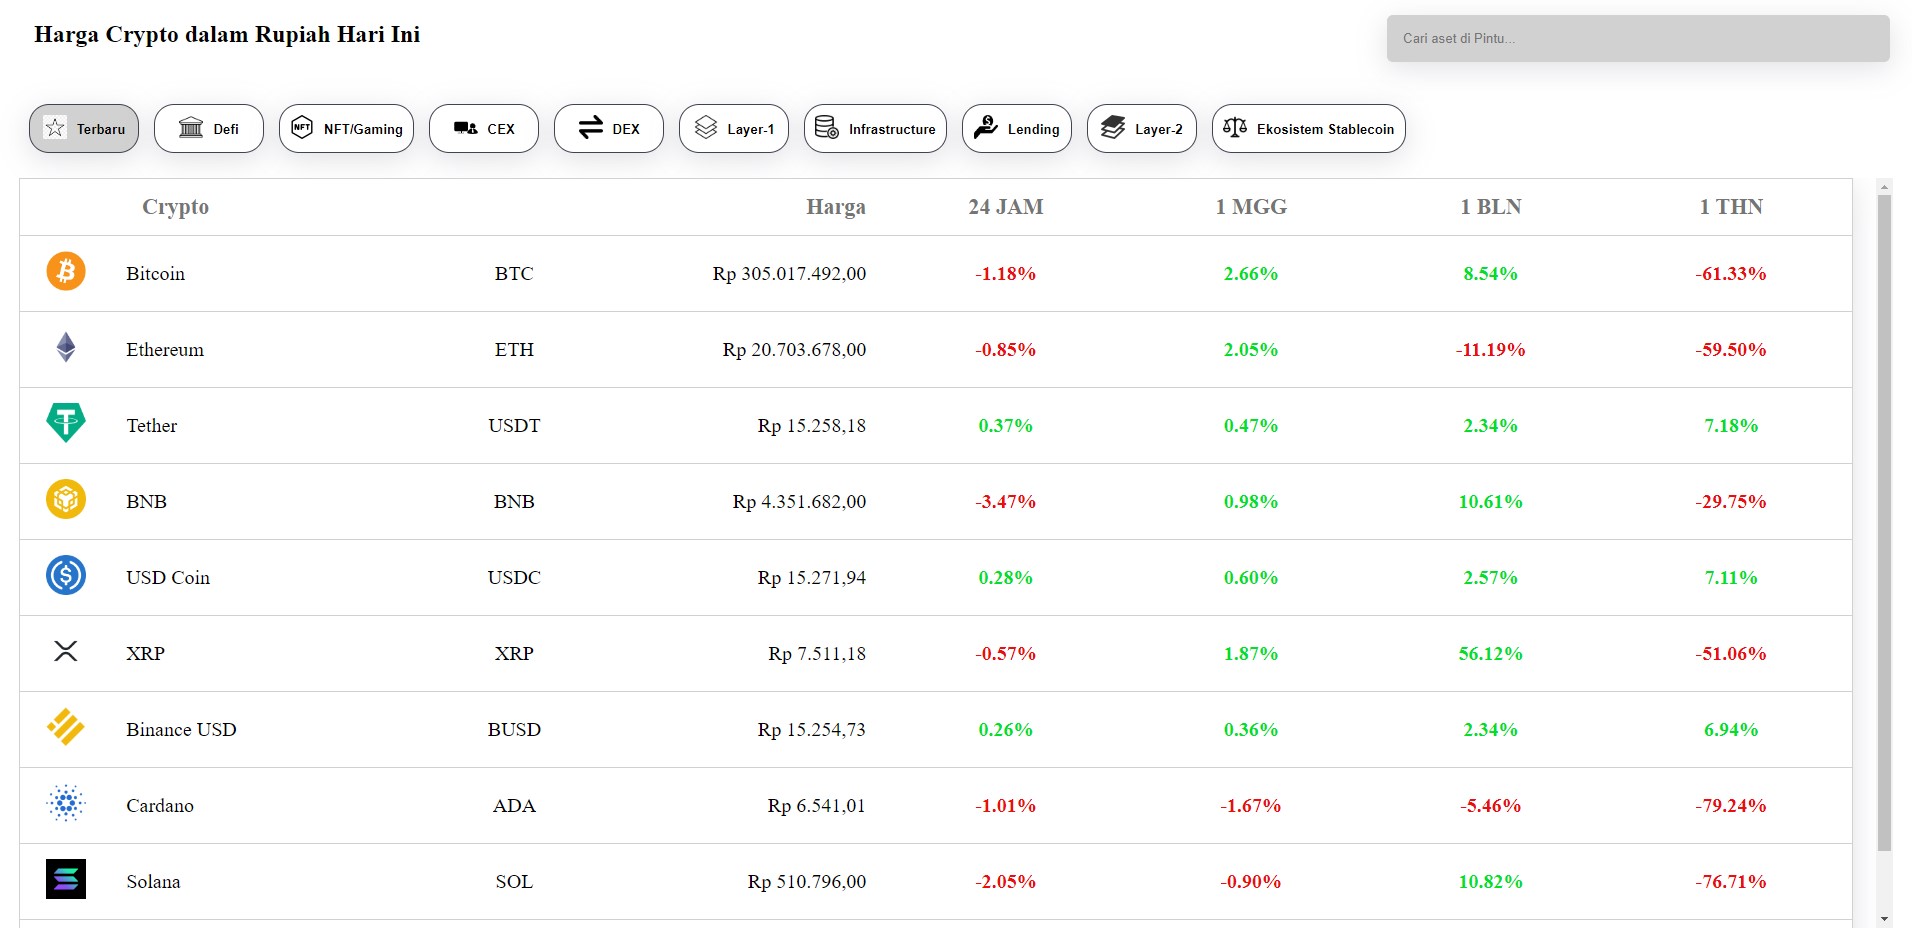 Harga Crypto dalam Rupiah Hari Ini
Cari aset di Pintu...
Terbaru Defi NFT NFT/Gaming CEX DEX Layer-1 Infrastructure Lending Layer-2 Ekosistem Stablecoin
Crypto Harga 24 JAM 1 MGG 1 BLN 1 THN
Bitcoin BTC Rp 305.017.492,00 -1.18% 2.66% 8.54% -61.33%
Ethereum ETH Rp 20.703.678,00 -0.85% 2.05% -11.19% -59.50%
Tether USDT Rp 15.258,18 0.37% 0.47% 2.34% 7.18%
BNB BNB Rp 4.351.682,00 -3.47% 0.98% 10.61% -29.75%
USD Coin USDC Rp 15.271,94 0.28% 0.60% 2.57% 7.11%
XRP XRP Rp 7.511,18 -0.57% 1.87% 56.12% -51.06%
Binance USD BUSD Rp 15.254,73 0.26% 0.36% 2.34% 6.94%
Cardano ADA Rp 6.541,01 -1.01% -1.67% -5.46% -79.24%
Solana SOL Rp 510.796,00 -2.05% -0.90% 10.82% -76.71%